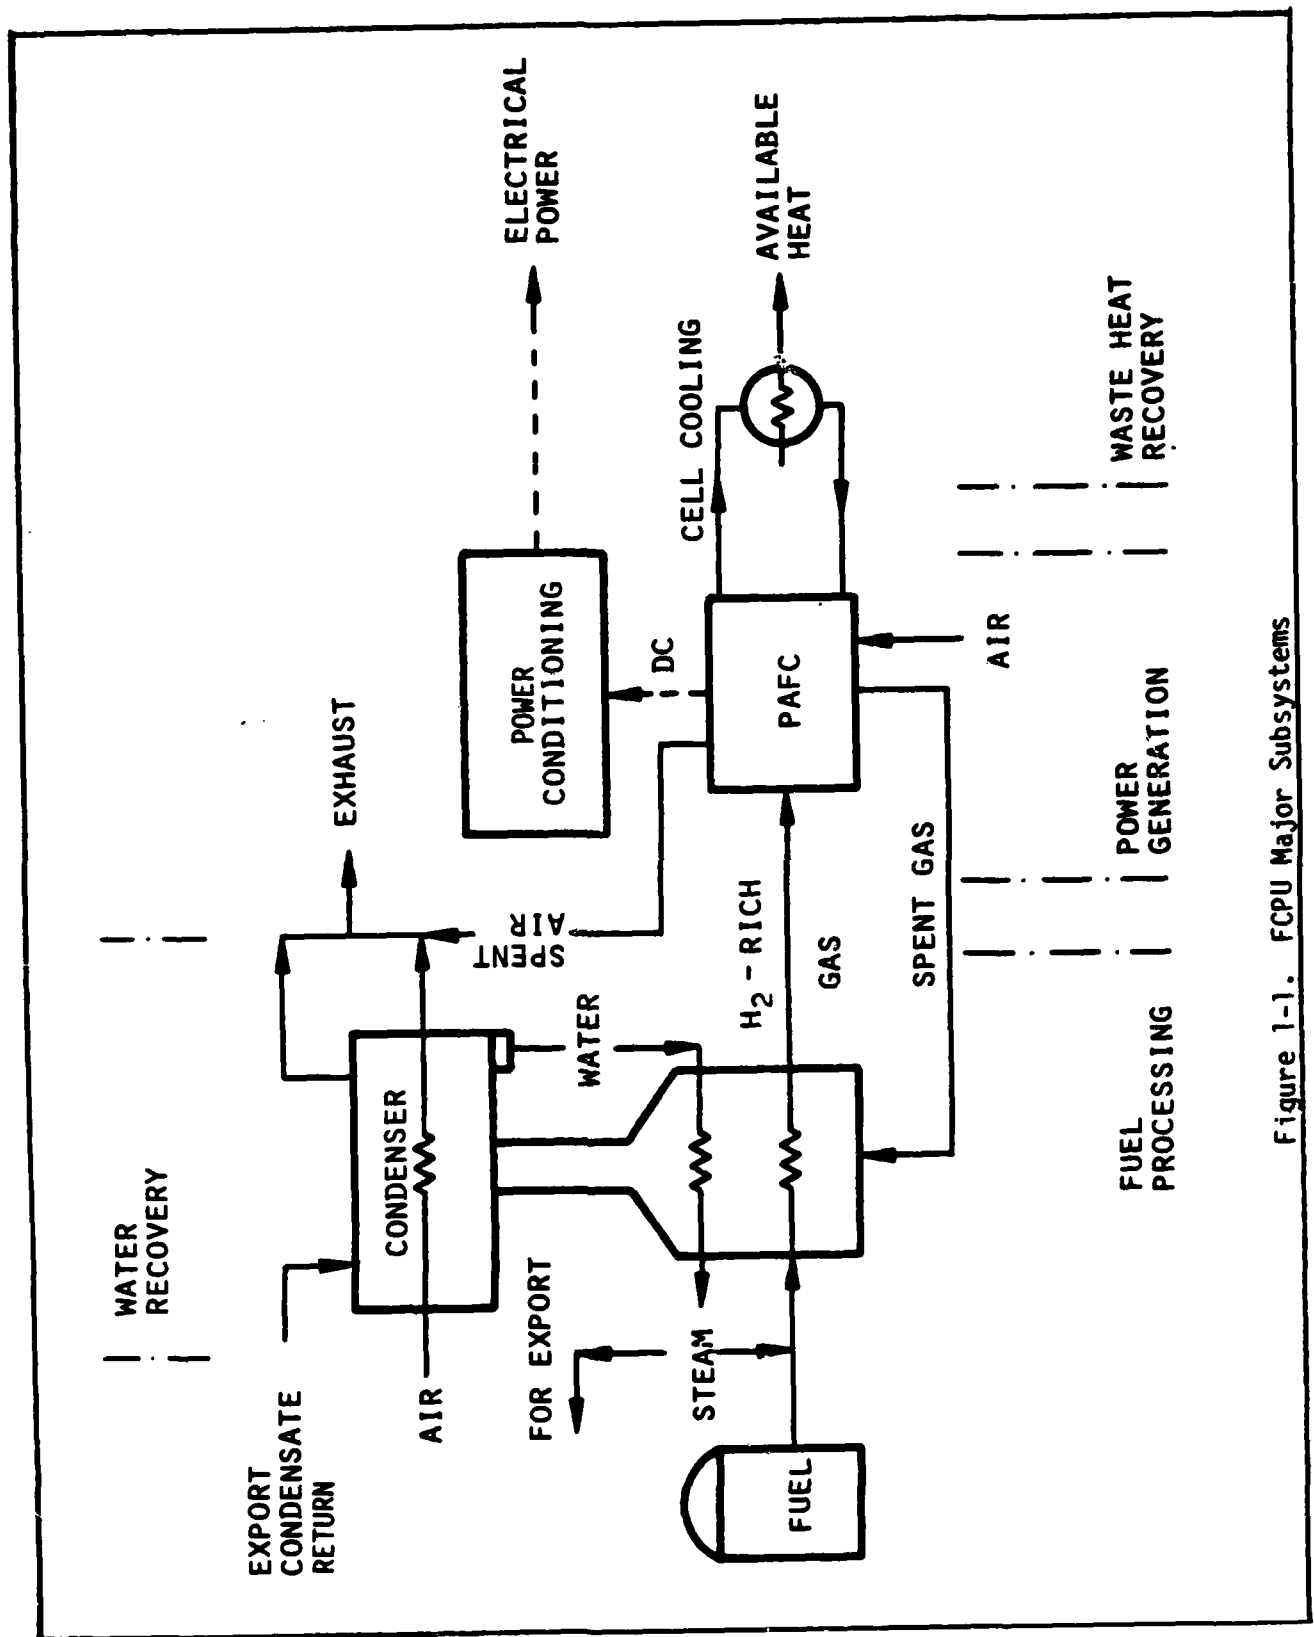 WATER
RECOVERY
EXPORT
CONDENSATE
RETURN
EXHAUST
CONDENSER
AIR
SPENT
AIR
POWER
CONDITIONING
ELECTRICAL
POWER
FOR EXPORT
WATER
DC
CELL COOLING
STEAM
H2-RICH
GAS
PAFC
AVAILABLE
HEAT
FUEL
SPENT GAS
AIR
FUEL
PROCESSING
POWER
GENERATION
WASTE HEAT
RECOVERY
Figure 1-1. FCPU Major Subsystems